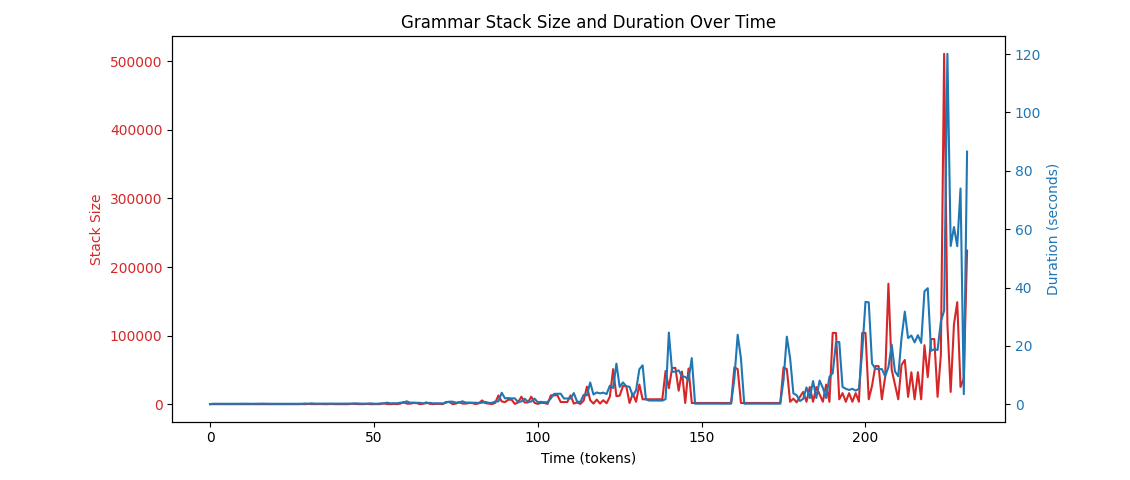 Grammar Stack Size and Duration Over Time
500000
400000
300000
200000
100000
0
Stack Size
120
100
80
60
40
20
0
Duration (seconds)
0 50 100 150 200
Time (tokens)